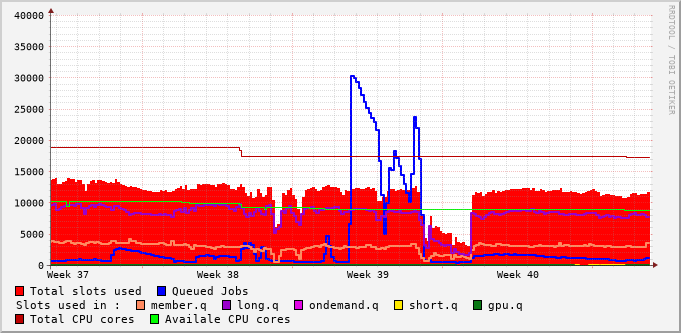 40000
35000
30000
25000
20000
15000
10000
5000
0
Week 37 Week 38 Week 39 Week 40
Total slots used Queued Jobs
Slots used in : member.q long.q ondemand.q short.q gpu.q
Total CPU cores Availale CPU cores
RRDTOOL / TOBI OETIKER